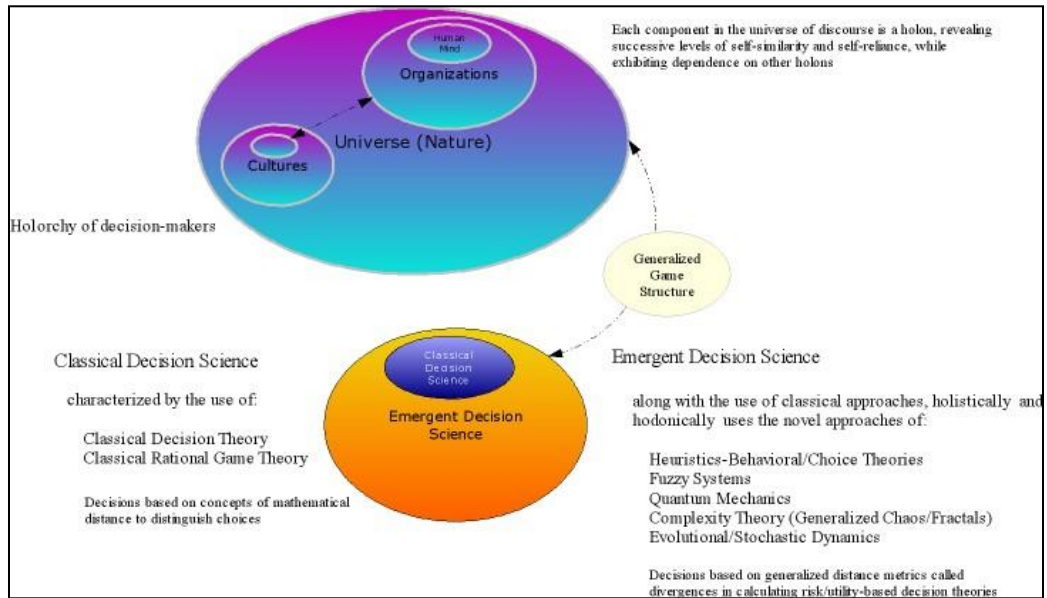 Human
Mind
Organizations
Universe (Nature)
Cultures
Each component in the universe of discourse is a holon, revealing
successive levels of self-similarity and self-reliance, while
exhibiting dependence on other holons
Holorchy of decision-makers
Generalized
Game
Structure
Classical Decision Science
characterized by the use of:
Classical Decision Theory
Classical Rational Game Theory
Decisions based on concepts of mathematical
distance to distinguish choices
Classical
Decision
Science
Emergent Decision
Science
Emergent Decision Science
along with the use of classical approaches, holistically and
hodonically uses the novel approaches of:
Heuristics-Behavioral/Choice Theories
Fuzzy Systems
Quantum Mechanics
Complexity Theory (Generalized Chaos/Fractals)
Evolutional/Stochastic Dynamics
Decisions based on generalized distance metrics called
divergences in calculating risk/utility-based decision theories